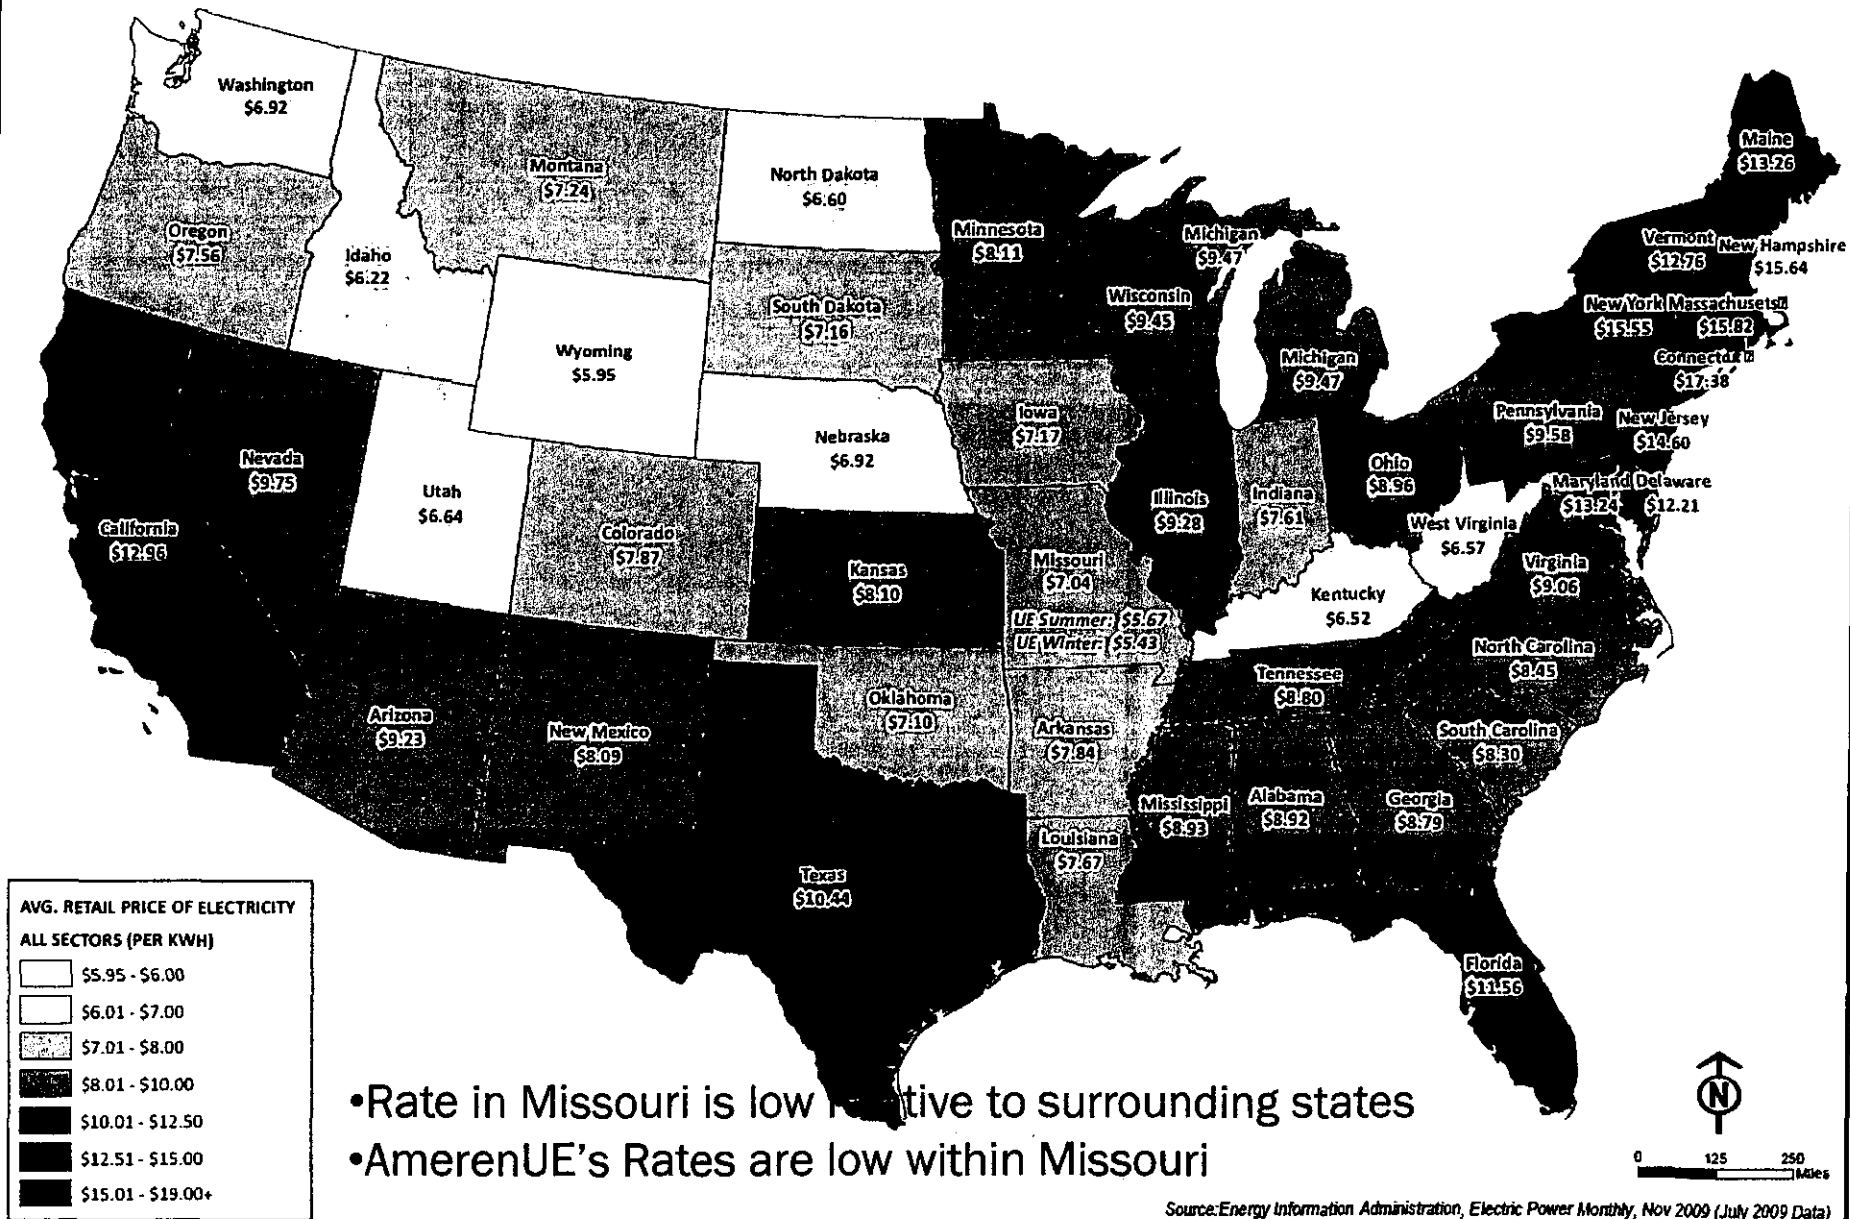 Washington
$6.92
Montana
$7.24
North Dakota
$6.60
Minnesota
$8.11
Maine
$13.26
Oregon
$7.56
Idaho
$6.22
South Dakota
$7.16
Wisconsin
$9.45
Michigan
$9.47
Michigan
$9.47
Vermont
$12.76
New Hampshire
$15.64
New York
$15.55
Massachusets
$15.82
$17.38
Wyoming
$5.95
Nebraska
$6.92
Iowa
$7.17
Pennsylvania
$9.58
New Jersey
$14.60
Nevada
$9.75
Utah
$6.64
Colorado
$7.87
Kansas
$8.10
Illinois
$9.28
Indiana
$7.61
Ohio
$8.96
Maryland
$13.24
Delaware
$12.21
West Virginia
$6.57
Virginia
$9.06
California
$12.96
Missouri
$7.04
UE Summer: $5.67
UE Winter: $5.43
Kentucky
$6.52
North Carolina
$8.45
Tennessee
$8.80
Arizona
$9.23
New Mexico
$8.09
Oklahoma
$7.10
Arkansas
$7.84
South Carolina
$8.30
Mississippi
$8.93
Alabama
$8.92
Georgia
$8.79
Louisiana
$7.67
Texas
$10.44
Florida
$11.56
AVG. RETAIL PRICE OF ELECTRICITY
ALL SECTORS (PER KWH)
$5.95 - $6.00
$6.01 - $7.00
$7.01 - $8.00
$8.01 - $10.00
$10.01 - $12.50
$12.51 - $15.00
$15.01 - $19.00+
•Rate in Missouri is low tive to surrounding states
•AmerenUE's Rates are low within Missouri
N
0 125 250
Miles
Source:Energy Information Administration, Electric Power Monthly, Nov 2009 (July 2009 Data)